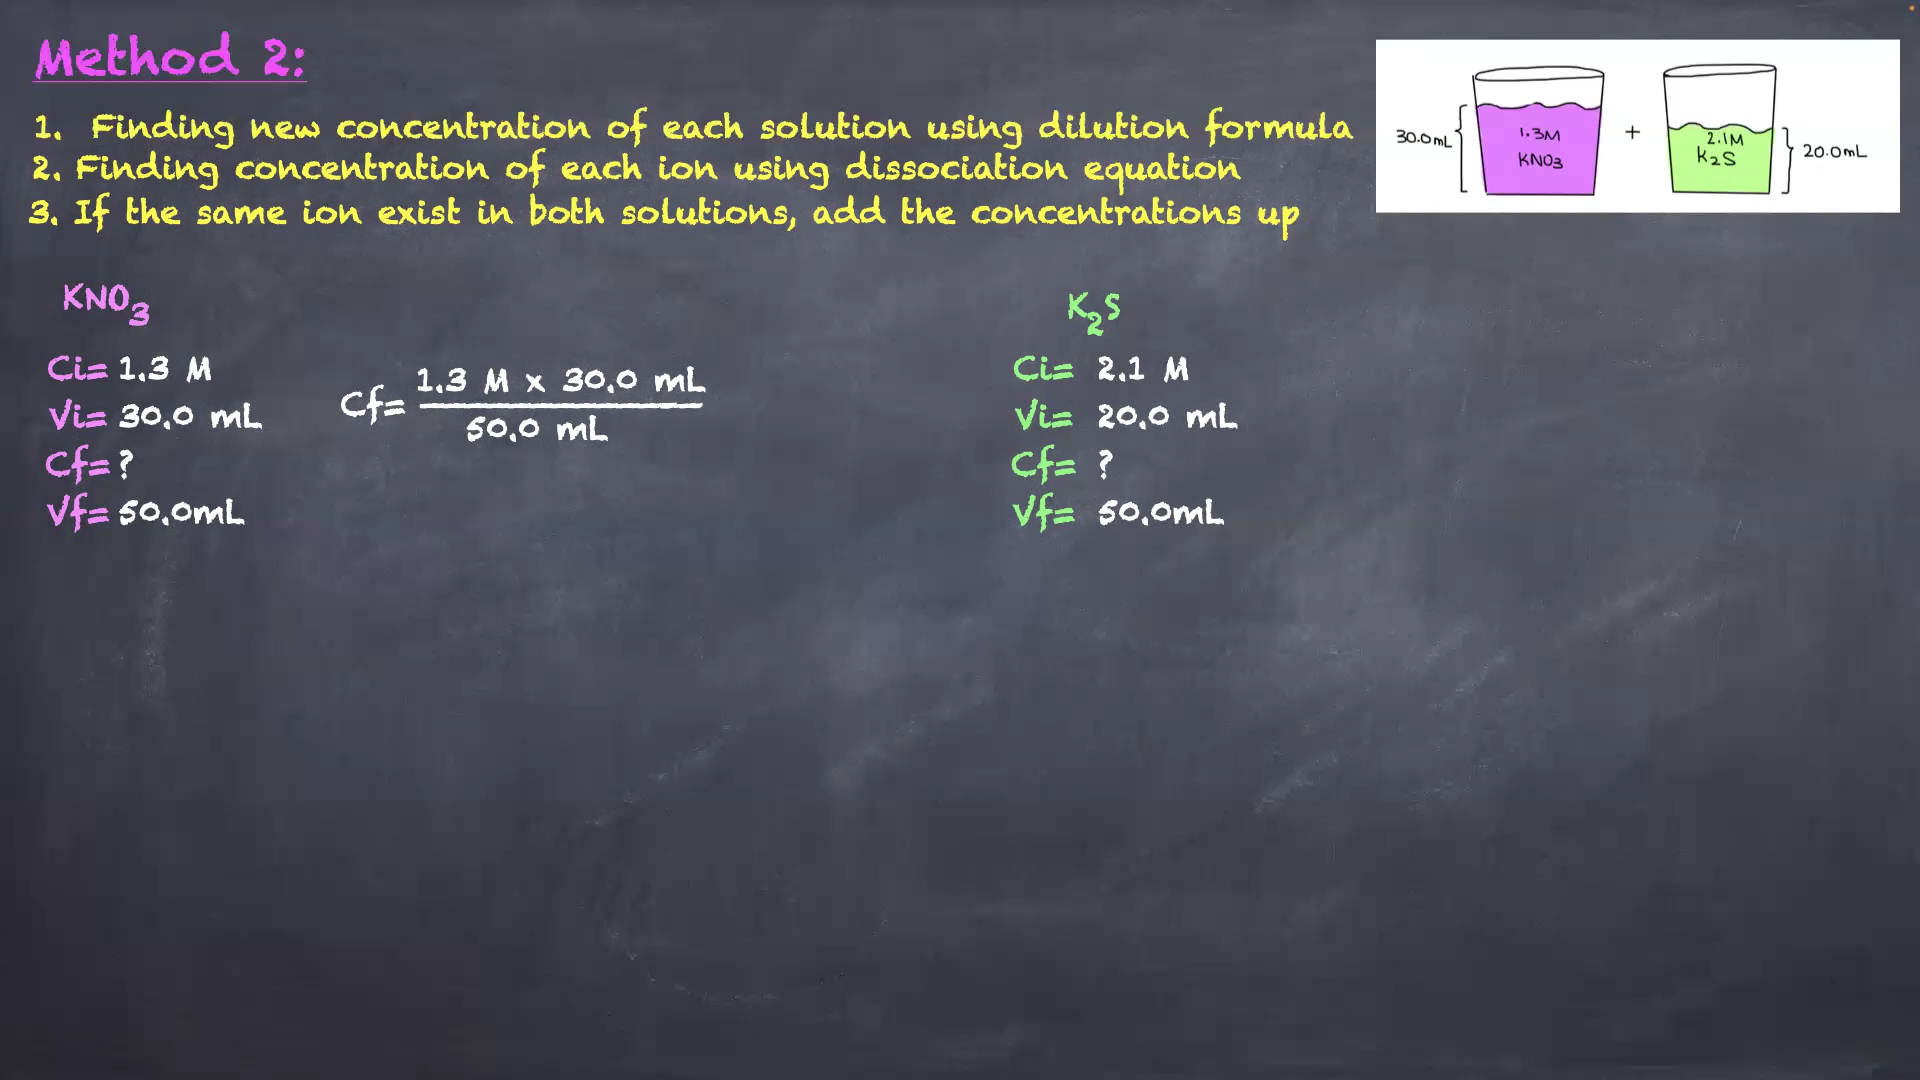 Method 2:
1. Finding new concentration of each solution using dilution formula
2. Finding concentration of each ion using dissociation equation
3. If the same ion exist in both solutions, add the concentrations up
30.0mL
1.3M
KNO3
+
2.1M
K2S
20.0mL
KNO3
Ci= 1.3 M
Vi= 30.0 mL
Cf= ?
Vf= 50.0mL
Cf= 1.3 M x 30.0 mL
50.0 mL
K2S
Ci= 2.1 M
Vi= 20.0 mL
Cf= ?
Vf= 50.0mL